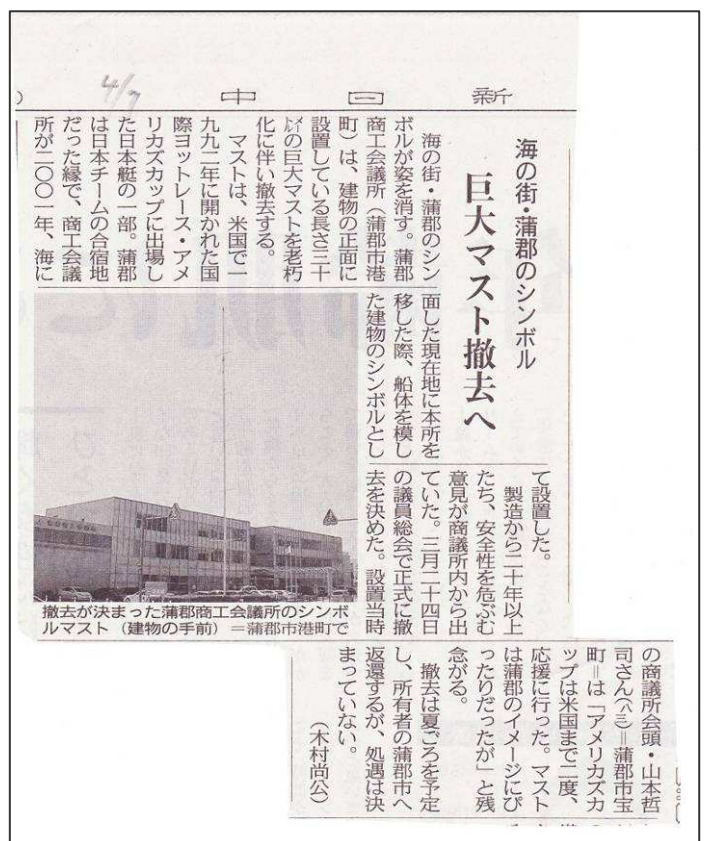 4/7
中日新
海の街・蒲郡のシンボル
巨大マスト撤去へ
海の街・蒲郡のシン
ボルが姿を消す。蒲郡
商工会議所（蒲郡市港
町）は、建物の正面に
設置している長さ三十
㍍の巨大マストを老朽
化に伴い撤去する。
マストは、米国で一
九九二年に開かれた国
際ヨットレース・アメ
リカズカップに出場し
た日本艇の一部。蒲郡
は日本チームの合宿地
だった縁で、商工会議
所が二〇〇一年、海に
面した現在地に本所を
移した際、船体を模し
た建物のシンボルとし
て設置した。
製造から二十年以上
たち、安全性を危ぶむ
意見が商議所内から出
ていた。三月二十四日
の議員総会で正式に撤
去を決めた。設置当時
の商議所会頭・山本哲
司さん（八三）＝蒲郡市宝
町＝は「アメリカズカ
ップは米国まで二度、
応援に行った。マスト
は蒲郡のイメージにぴ
ったりだったが」と残
念がる。
撤去は夏ごろを予定
し、所有者の蒲郡市へ
返還するが、処遇は決
まっていない。
（木村尚公）
撤去が決まった蒲郡商工会議所のシンボ
ルマスト（建物の手前）＝蒲郡市港町で